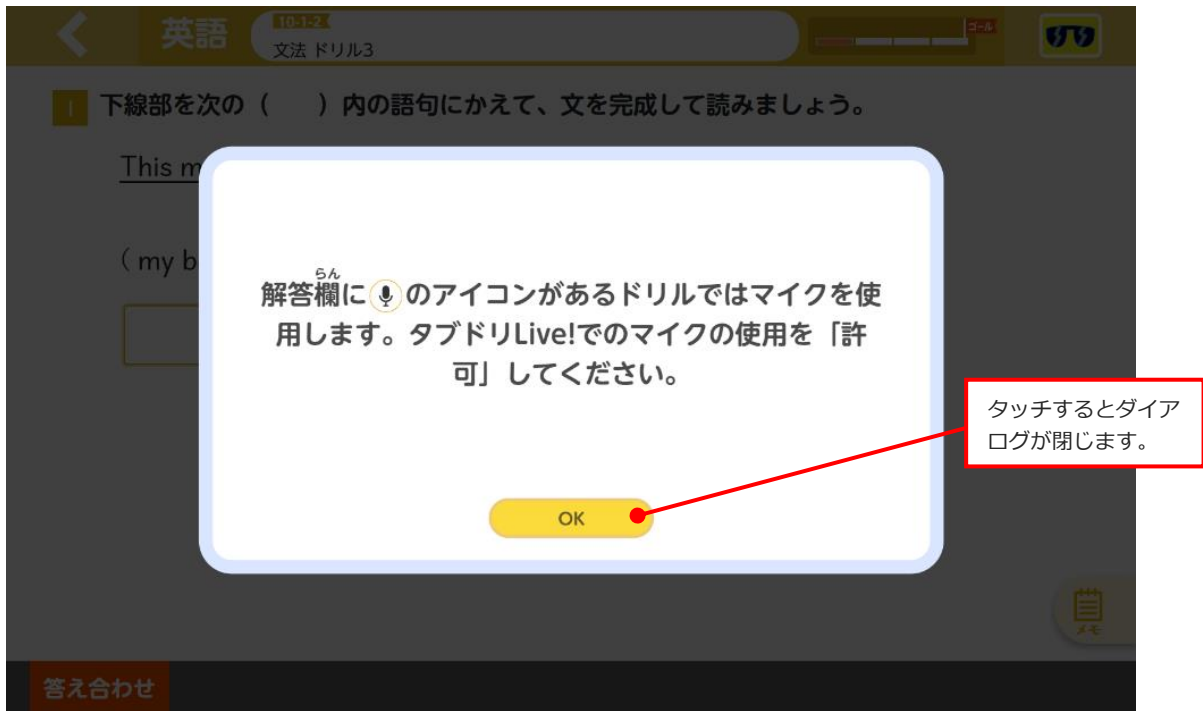 英語
10-1-2
文法 ドリル3
ゴール
1 下線部を次の（　　）内の語句にかえて、文を完成して読みましょう。
This m
( my b
らん
解答欄に のアイコンがあるドリルではマイクを使
用します。タブドリLive!でのマイクの使用を「許
可」してください。
タッチするとダイア
ログが閉じます。
OK
メモ
答え合わせ